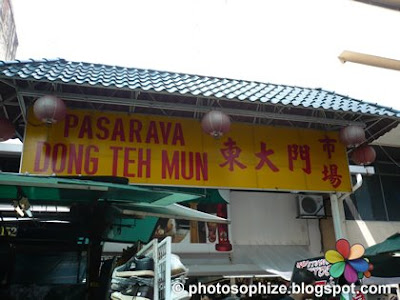 PASARAYA
DONG TEH MUN
東大門
市場
© photosophize.blogspot.com